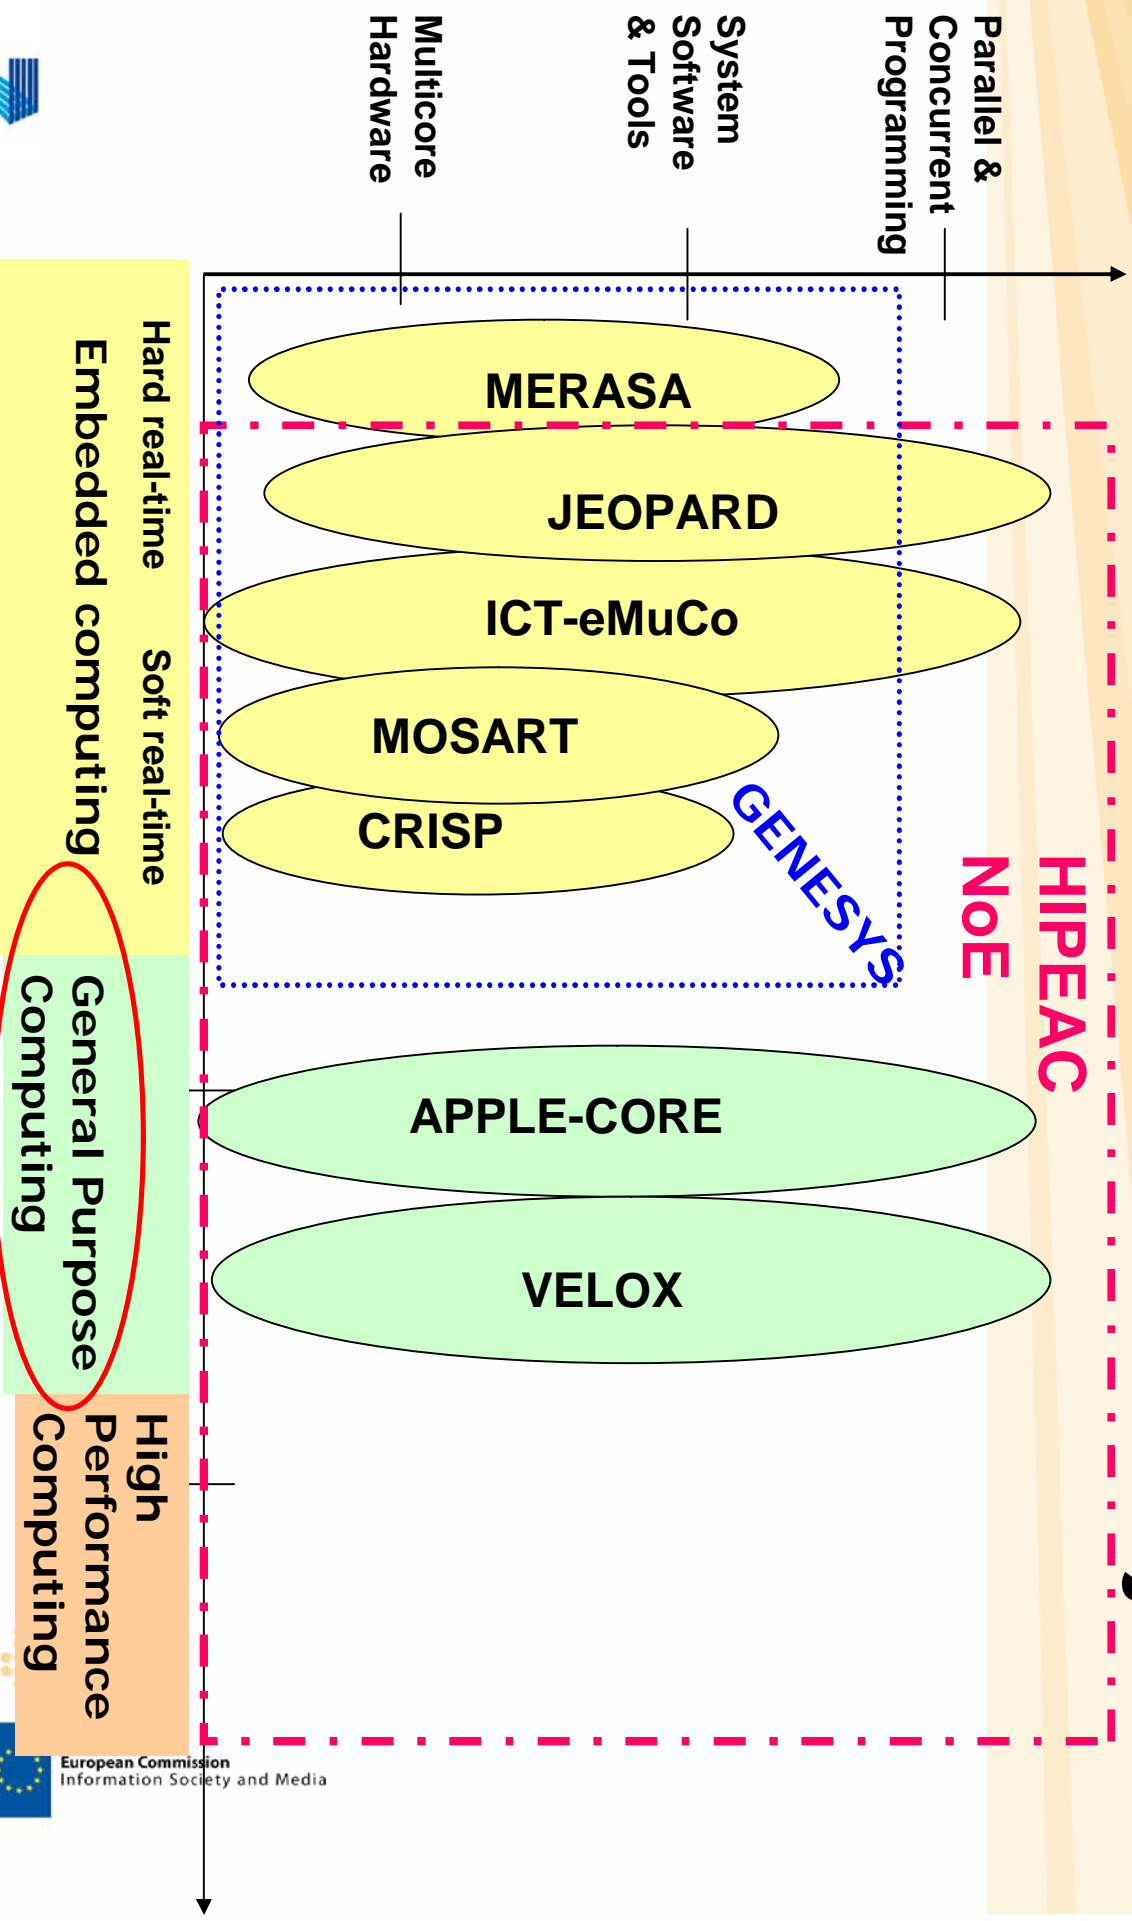 Parallel &
Concurrent
Programming
System
Software
& Tools
Multicore
Hardware
MERASA
JEOPARD
ICT-eMuCo
MOSART
CRISP
GENESYS
HIPEAC
NoE
APPLE-CORE
VELOX
Hard real-time
Soft real-time
Embedded computing
General Purpose
Computing
High
Performance
Computing
European Commission
Information Society and Media